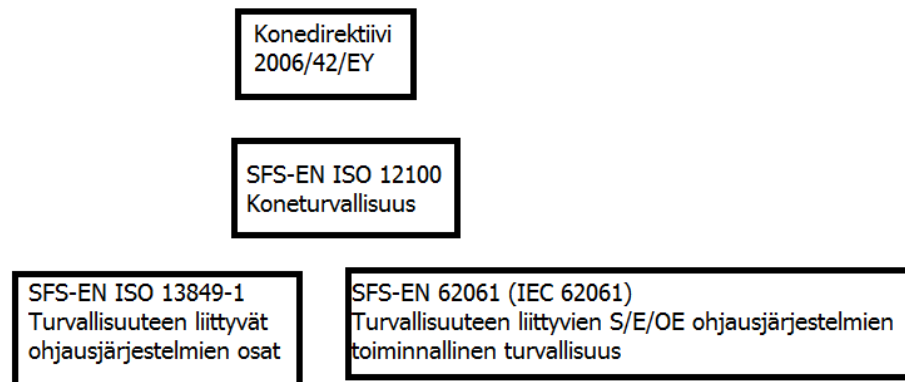 Konedirektiivi
2006/42/EY
SFS-EN ISO 12100
Koneturvallisuus
SFS-EN ISO 13849-1
Turvallisuuteen liittyvät
ohjausjärjestelmien osat
SFS-EN 62061 (IEC 62061)
Turvallisuuteen liittyvien S/E/OE ohjausjärjestelmien
toiminnallinen turvallisuus